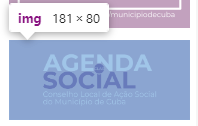 img 181 × 80
municipiodecuba
AGENDA
SOCIAL
Conselho Local de Ação Social
do Município de Cuba